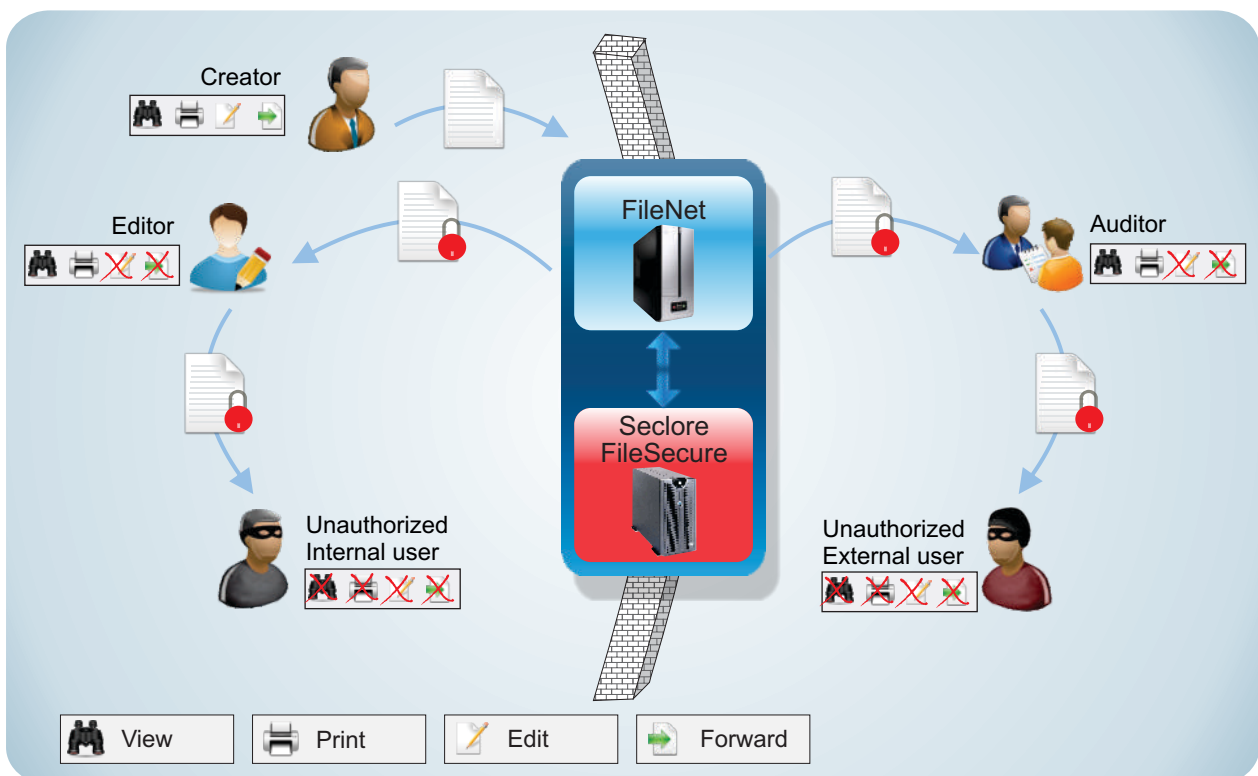 Creator
FileNet
Editor
Auditor
Seclore
FileSecure
Unauthorized
Internal user
Unauthorized
External user
View
Print
Edit
Forward